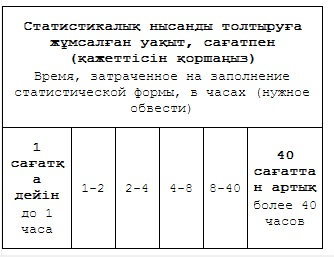 Статистикалық нысанды толтыруға
жұмсалған уақыт, сағатпен
(қажеттісін қоршаңыз)
Время, затраченное на заполнение
статистической формы, в часах (нужное
обвести)
1
сағатқ
а
дейін
до 1
часа
1-2
2-4
4-8
8-40
40
сағатта
н артық
более 40
часов